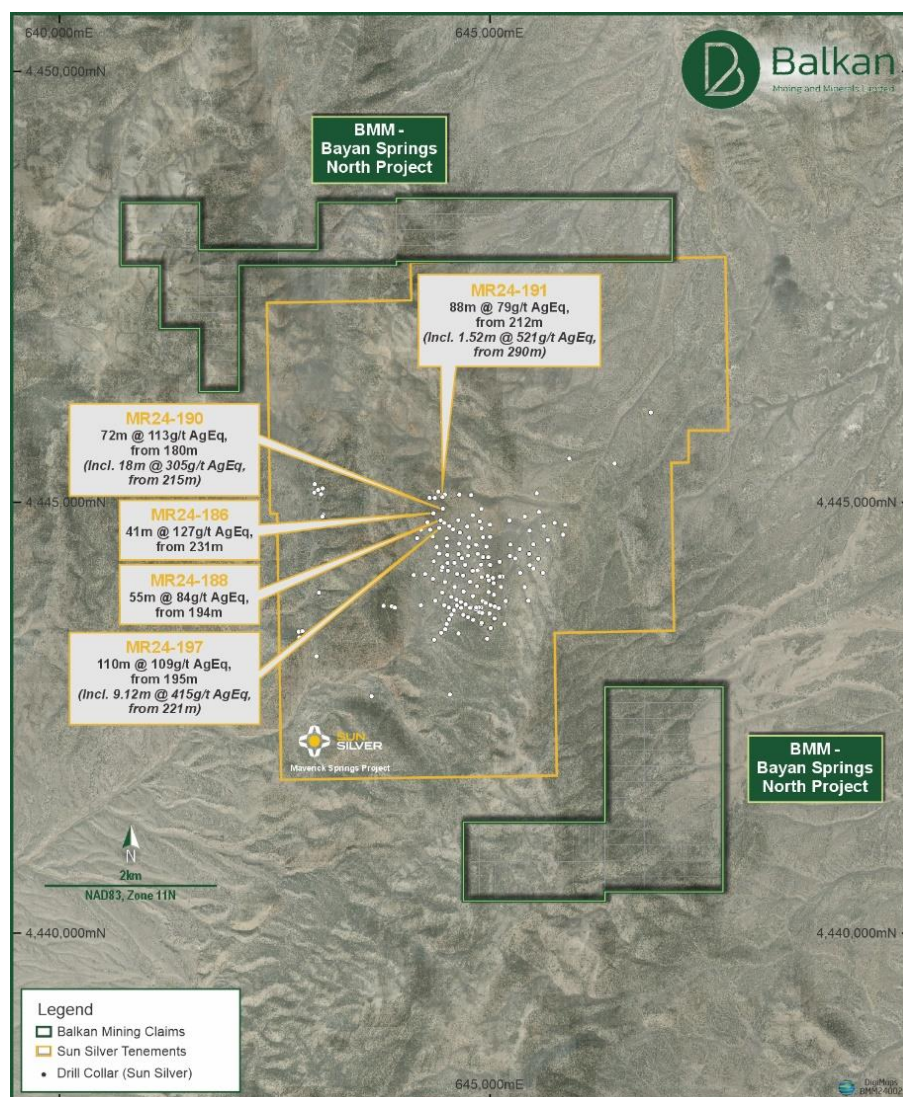 640,000mE
645,000mE
4,450,000mN
Balkan
Mining and Minerals Limited
BMM -
Bayan Springs
North Project
MR24-191
88m @ 79g/t AgEq,
from 212m
(Incl. 1.52m @ 521g/t AgEq,
from 290m)
MR24-190
72m @ 113g/t AgEq,
from 180m
(Incl. 18m @ 305g/t AgEq,
from 215m)
4,445,000mN
MR24-186
41m @ 127g/t AgEq,
from 231m
MR24-188
55m @ 84g/t AgEq,
from 194m
MR24-197
110m @ 109g/t AgEq,
from 195m
(Incl. 9.12m @ 415g/t AgEq,
from 221m)
SUN
SILVER
Maverick Springs Project
BMM -
Bayan Springs
North Project
N
2km
NAD83, Zone 11N
4,440,000mN
4,440,000mN
Legend
Balkan Mining Claims
Sun Silver Tenements
Drill Collar (Sun Silver)
645,000mE
DigiMaps
BMM24002